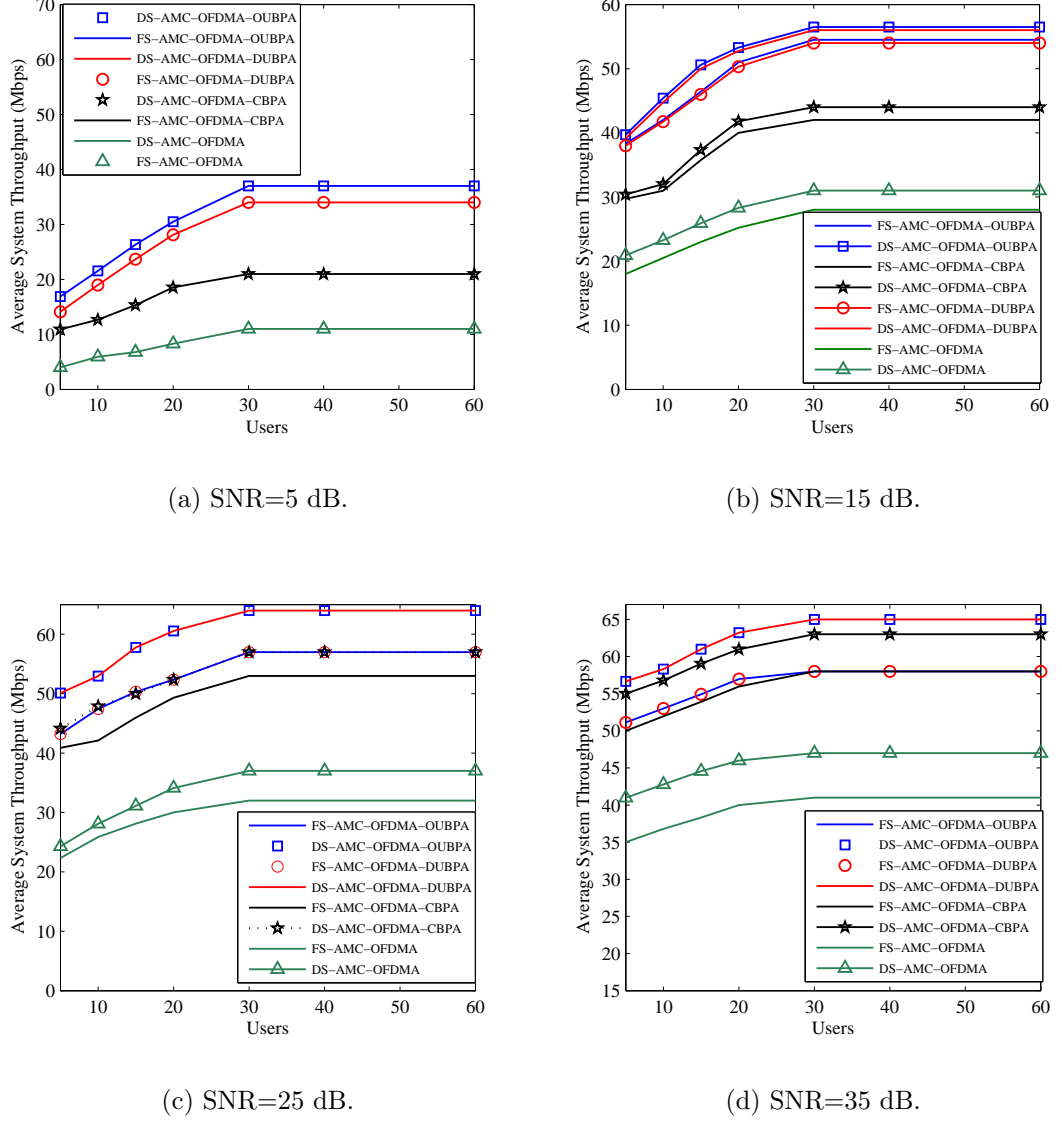 70
60
50
40
30
20
10
0
Average System Throughput (Mbps)
DS–AMC–OFDMA–OUBPA
FS–AMC–OFDMA–OUBPA
DS–AMC–OFDMA–DUBPA
FS–AMC–OFDMA–DUBPA
DS–AMC–OFDMA–CBPA
FS–AMC–OFDMA–CBPA
DS–AMC–OFDMA
FS–AMC–OFDMA
10 20 30 40 50 60
Users
(a) SNR=5 dB.
60
50
40
30
20
10
0
Average System Throughput (Mbps)
FS–AMC–OFDMA–OUBPA
DS–AMC–OFDMA–OUBPA
FS–AMC–OFDMA–CBPA
DS–AMC–OFDMA–CBPA
FS–AMC–OFDMA–DUBPA
DS–AMC–OFDMA–DUBPA
FS–AMC–OFDMA
DS–AMC–OFDMA
10 20 30 40 50 60
Users
(b) SNR=15 dB.
60
50
40
30
20
10
0
Average System Throughput (Mbps)
FS–AMC–OFDMA–OUBPA
DS–AMC–OFDMA–OUBPA
FS–AMC–OFDMA–DUBPA
DS–AMC–OFDMA–DUBPA
FS–AMC–OFDMA–CBPA
DS–AMC–OFDMA–CBPA
FS–AMC–OFDMA
DS–AMC–OFDMA
10 20 30 40 50 60
Users
(c) SNR=25 dB.
65
60
55
50
45
40
35
30
25
20
15
Average System Throughput (Mbps)
FS–AMC–OFDMA–OUBPA
DS–AMC–OFDMA–OUBPA
FS–AMC–OFDMA–DUBPA
DS–AMC–OFDMA–DUBPA
FS–AMC–OFDMA–CBPA
DS–AMC–OFDMA–CBPA
FS–AMC–OFDMA
DS–AMC–OFDMA
10 20 30 40 50 60
Users
(d) SNR=35 dB.